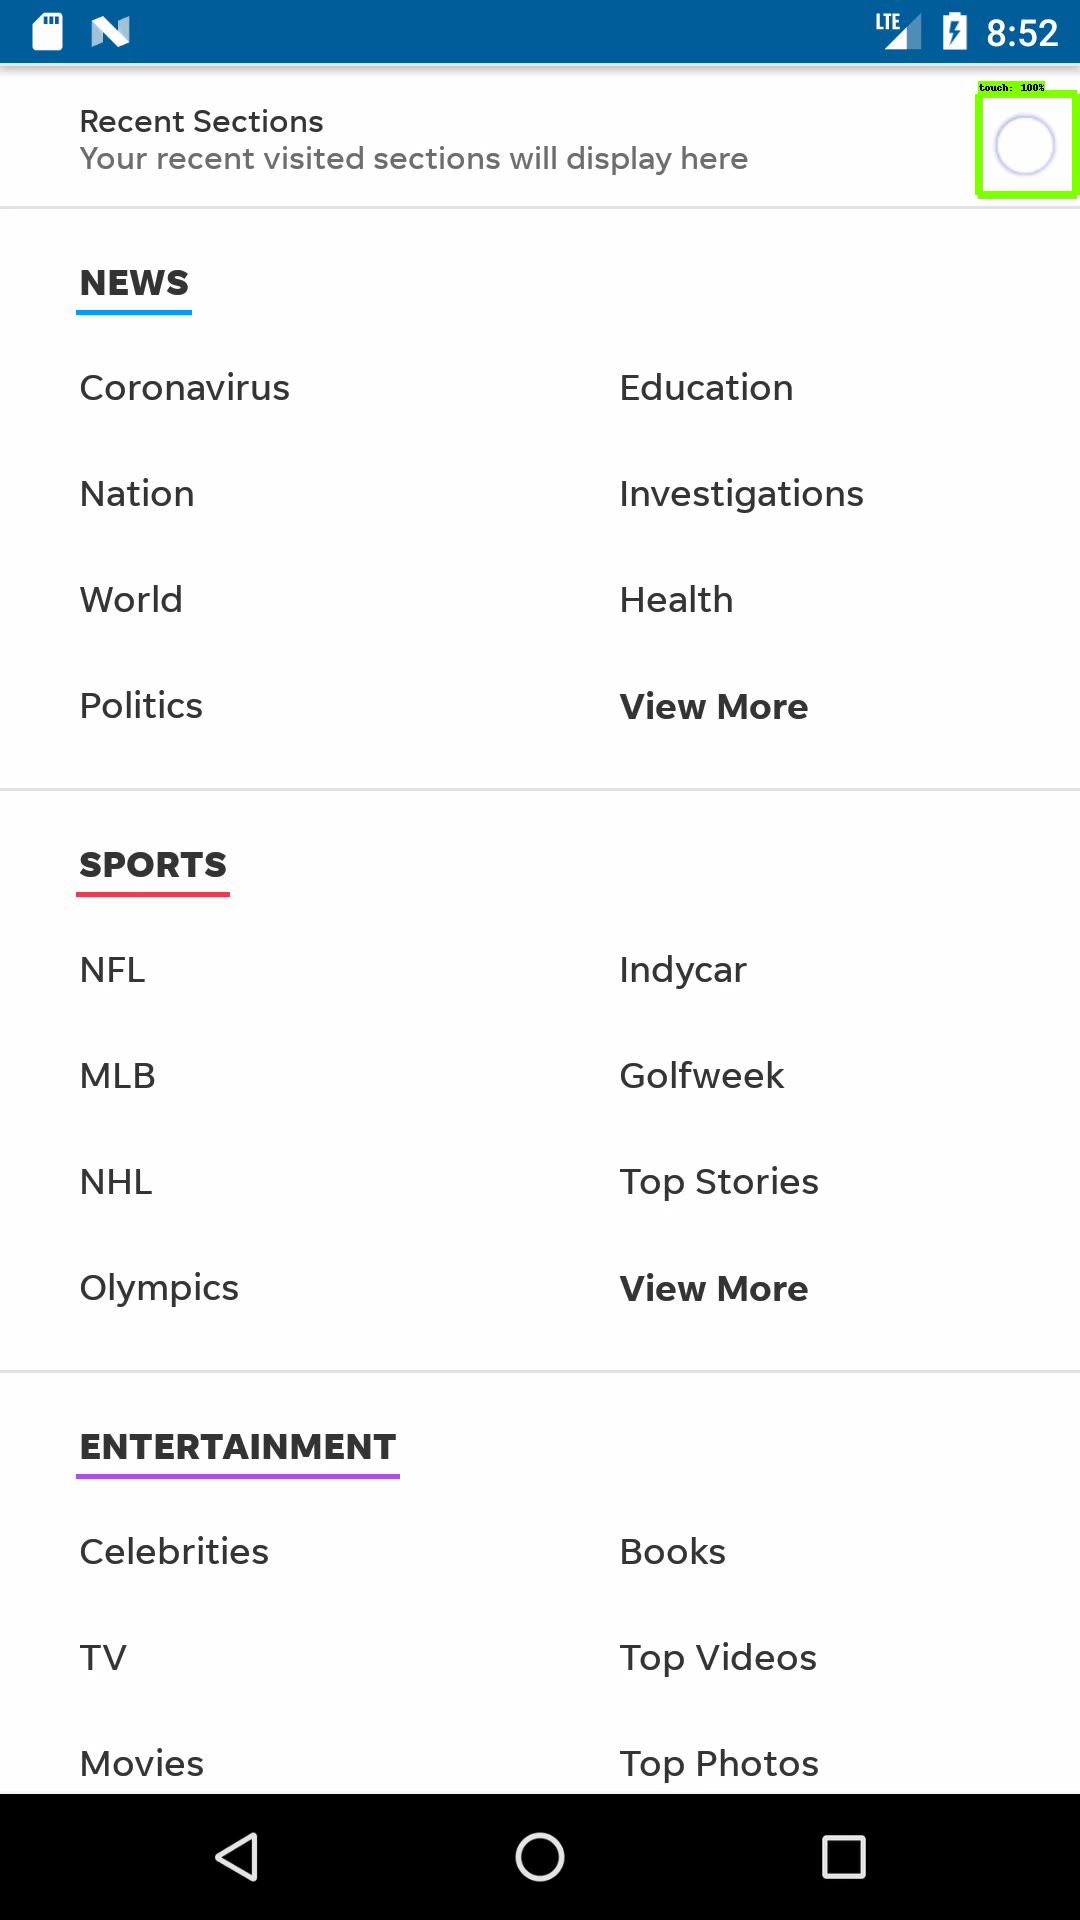 LTE 8:52
touch: 100%
Recent Sections
Your recent visited sections will display here
NEWS
Coronavirus Education
Nation Investigations
World Health
Politics View More
SPORTS
NFL Indycar
MLB Golfweek
NHL Top Stories
Olympics View More
ENTERTAINMENT
Celebrities Books
TV Top Videos
Movies Top Photos